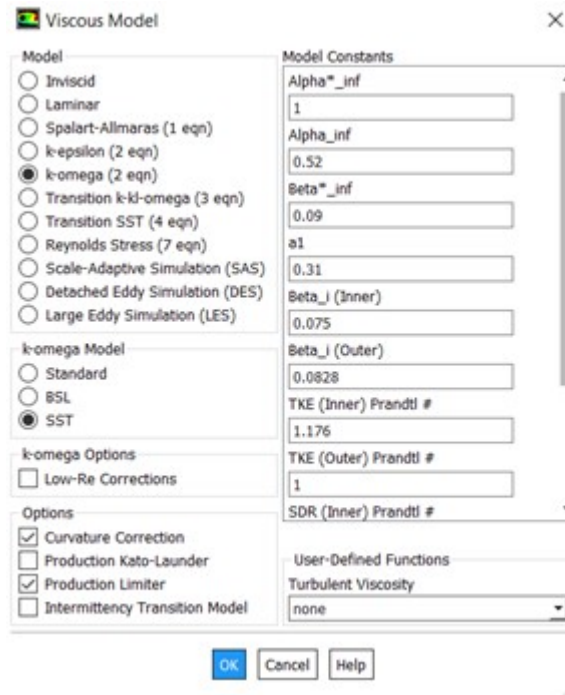 Viscous Model
Model
Inviscid
Laminar
Spalart-Allmaras (1 eqn)
k-epsilon (2 eqn)
k-omega (2 eqn)
Transition k-kl-omega (3 eqn)
Transition SST (4 eqn)
Reynolds Stress (7 eqn)
Scale-Adaptive Simulation (SAS)
Detached Eddy Simulation (DES)
Large Eddy Simulation (LES)
k-omega Model
Standard
BSL
SST
k-omega Options
Low-Re Corrections
Options
Curvature Correction
Production Kato-Launder
Production Limiter
Intermittency Transition Model
Model Constants
Alpha*_inf
1
Alpha_inf
0.52
Beta*_inf
0.09
a1
0.31
Beta_i (Inner)
0.075
Beta_i (Outer)
0.0828
TKE (Inner) Prandtl #
1.176
TKE (Outer) Prandtl #
1
SDR (Inner) Prandtl #
User-Defined Functions
Turbulent Viscosity
none
OK Cancel Help